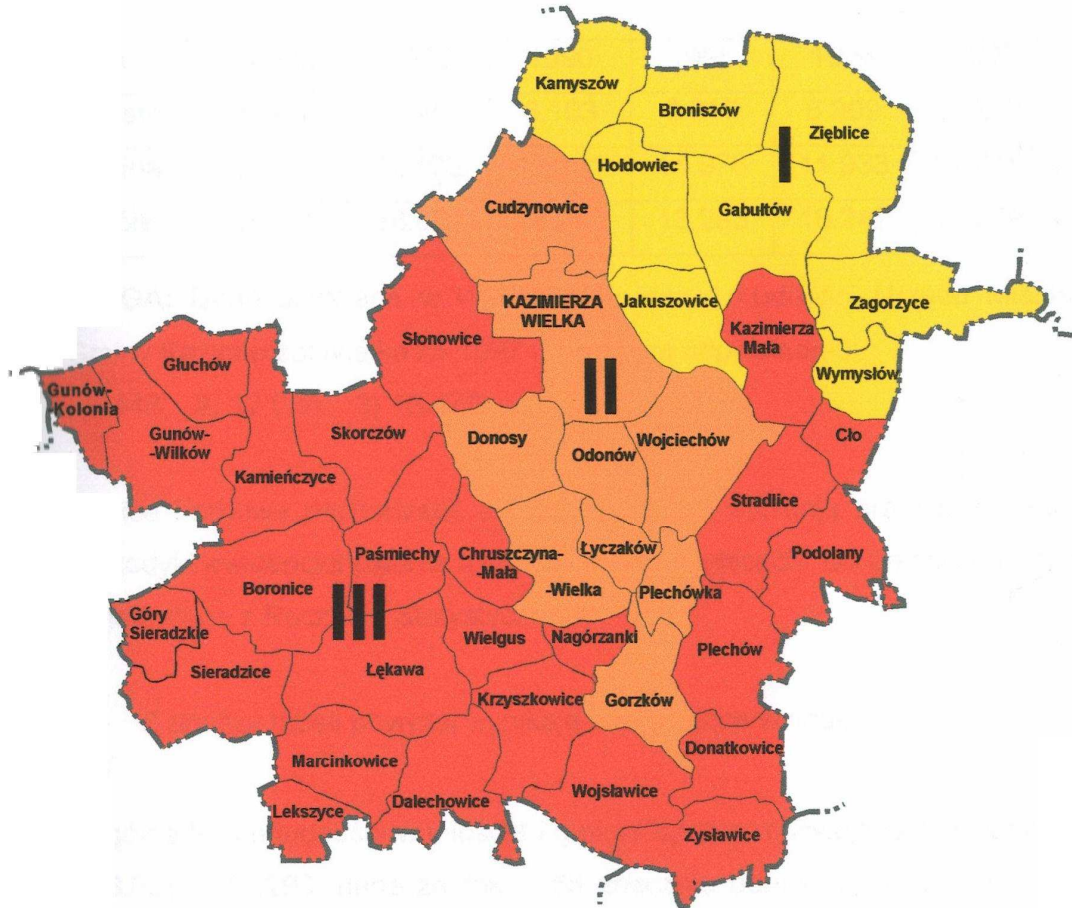 Kamyszów
Broniszów
Zięblice
I
Hołdowiec
Gabułtów
Cudzynowice
KAZIMIERZA
WIELKA
Jakuszowice
Zagorzyce
Słonowice
Kazimierza
Mała
Wymysłów
Głuchów
Gunów-
Kolonia
II
Gunów-
-Wilków
Skorczów
Donosy
Odonów
Wojciechów
Cło
Kamieńczyce
Stradlice
Paśmiechy
Chruszczyna-
Mała
Łyczaków
Podolany
Boronice
III
-Wielka
Plechówka
Góry
Sieradzkie
Wielgus
Nagórzanki
Plechów
Sieradzice
Łękawa
Krzyszkowice
Gorzków
Donatkowice
Marcinkowice
Wojsławice
Lekszyce
Dalechowice
Zysławice